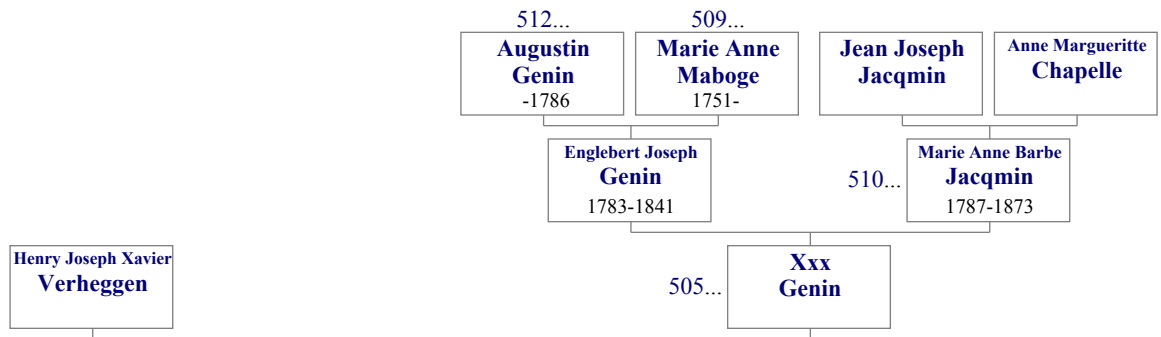 512...
509...
Augustin
Genin
-1786
Marie Anne
Maboge
1751-
Jean Joseph
Jacqmin
Anne Margueritte
Chapelle
Englebert Joseph
Genin
1783-1841
510...
Marie Anne Barbe
Jacqmin
1787-1873
Henry Joseph Xavier
Verheggen
505...
Xxx
Genin